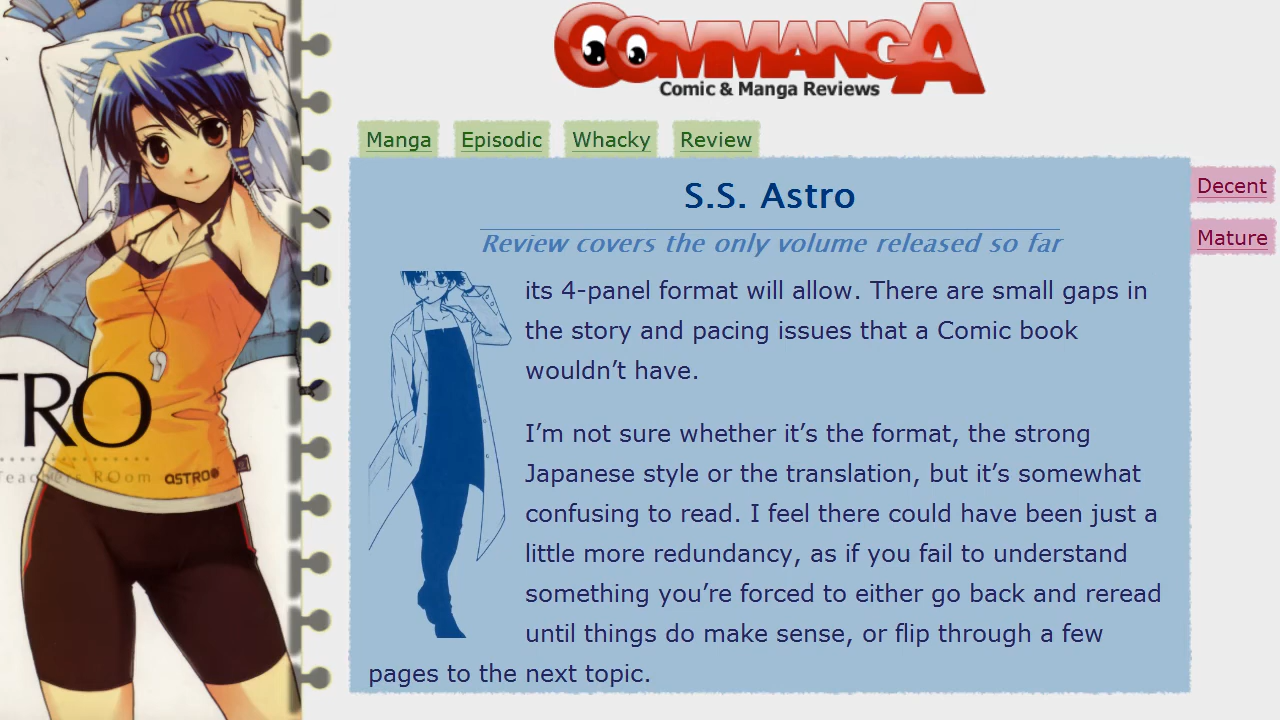 COMMANGA
Comic & Manga Reviews
Manga Episodic Whacky Review
S.S. Astro
Decent
Review covers the only volume released so far
Mature
its 4-panel format will allow. There are small gaps in
the story and pacing issues that a Comic book
wouldn’t have.
I’m not sure whether it’s the format, the strong
Japanese style or the translation, but it’s somewhat
confusing to read. I feel there could have been just a
little more redundancy, as if you fail to understand
something you’re forced to either go back and reread
until things do make sense, or flip through a few
pages to the next topic.
TRO
Teachers ROom
ASTRO